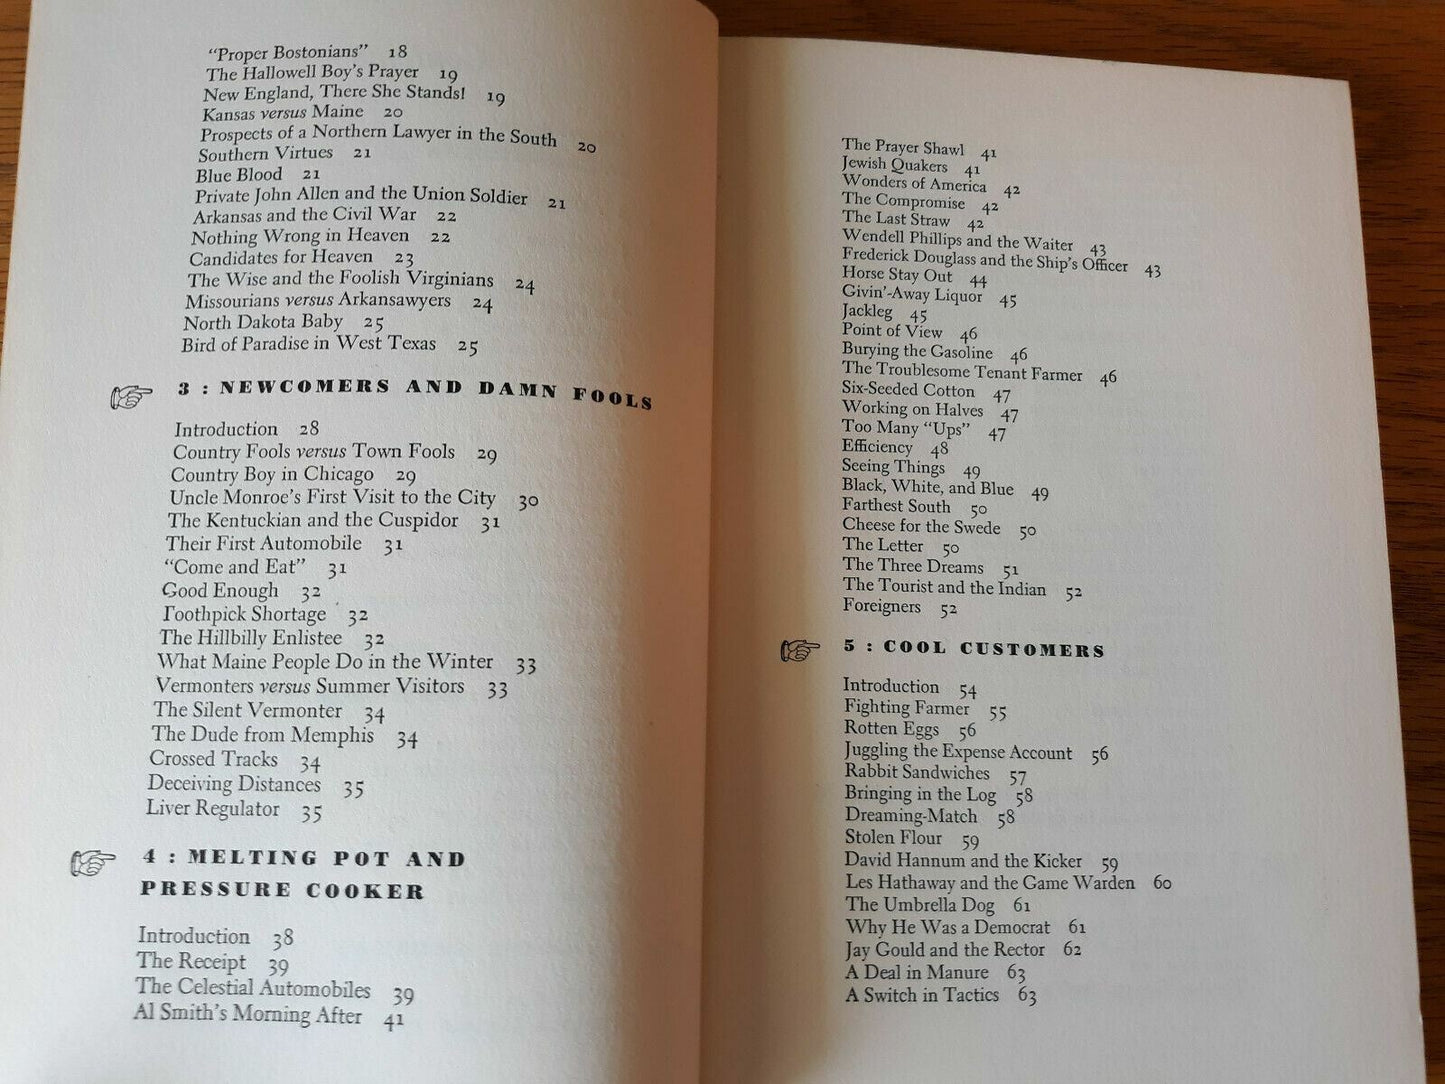 “Proper Bostonians” 18
The Hallowell Boy’s Prayer 19
New England, There She Stands! 19
Kansas versus Maine 20
Prospects of a Northern Lawyer in the South 20
Southern Virtues 21
Blue Blood 21
Private John Allen and the Union Soldier 21
Arkansas and the Civil War 22
Nothing Wrong in Heaven 22
Candidates for Heaven 23
The Wise and the Foolish Virginians 24
Missourians versus Arkansawyers 24
North Dakota Baby 25
Bird of Paradise in West Texas 25
3 : NEWCOMERS AND DAMN FOOLS
Introduction 28
Country Fools versus Town Fools 29
Country Boy in Chicago 29
Uncle Monroe’s First Visit to the City 30
The Kentuckian and the Cuspidor 31
Their First Automobile 31
“Come and Eat” 31
Good Enough 32
Toothpick Shortage 32
The Hillbilly Enlistee 32
What Maine People Do in the Winter 33
Vermonters versus Summer Visitors 33
The Silent Vermonter 34
The Dude from Memphis 34
Crossed Tracks 34
Deceiving Distances 35
Liver Regulator 35
4 : MELTING POT AND
PRESSURE COOKER
Introduction 38
The Receipt 39
The Celestial Automobiles 39
Al Smith’s Morning After 41
The Prayer Shawl 41
Jewish Quakers 41
Wonders of America 42
The Compromise 42
The Last Straw 42
Wendell Phillips and the Waiter 43
Frederick Douglass and the Ship’s Officer 43
Horse Stay Out 44
Givin’-Away Liquor 45
Jackleg 45
Point of View 46
Burying the Gasoline 46
The Troublesome Tenant Farmer 46
Six-Seeded Cotton 47
Working on Halves 47
Too Many “Ups” 47
Efficiency 48
Seeing Things 49
Black, White, and Blue 49
Farthest South 50
Cheese for the Swede 50
The Letter 50
The Three Dreams 51
The Tourist and the Indian 52
Foreigners 52
5 : COOL CUSTOMERS
Introduction 54
Fighting Farmer 55
Rotten Eggs 56
Juggling the Expense Account 56
Rabbit Sandwiches 57
Bringing in the Log 58
Dreaming-Match 58
Stolen Flour 59
David Hannum and the Kicker 59
Les Hathaway and the Game Warden 60
The Umbrella Dog 61
Why He Was a Democrat 61
Jay Gould and the Rector 62
A Deal in Manure 63
A Switch in Tactics 63